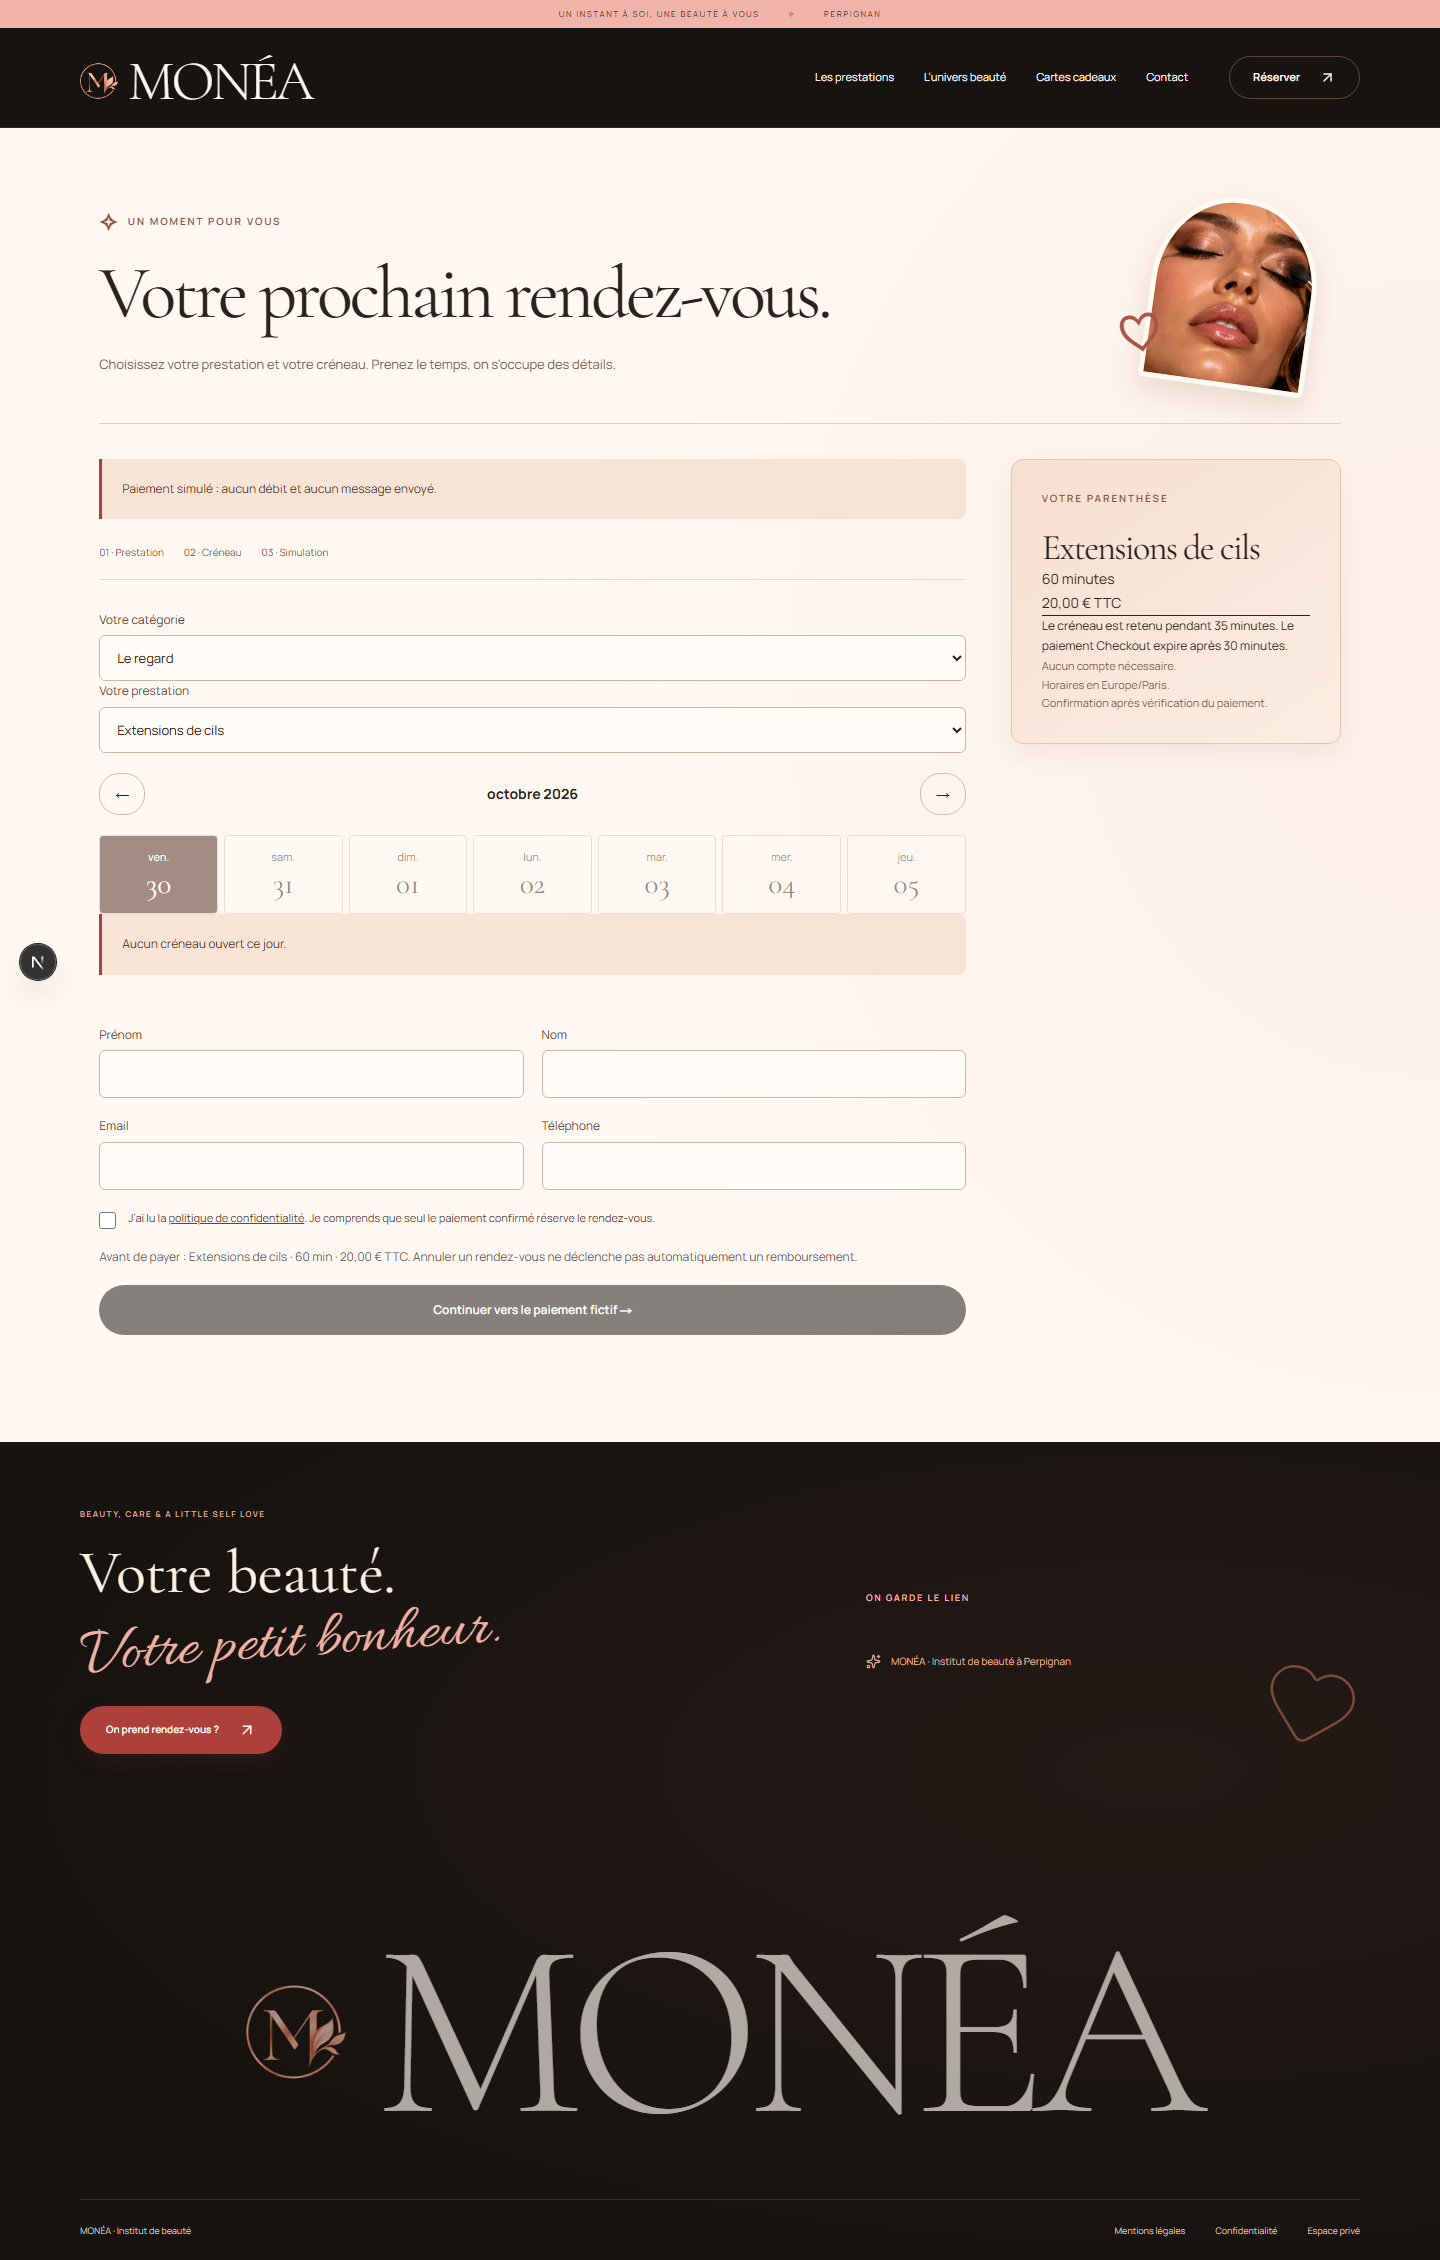 UN INSTANT À SOI, UNE BEAUTÉ À VOUS ✧ PERPIGNAN
M MONÉA
Les prestations L'univers beauté Cartes cadeaux Contact Réserver
UN MOMENT POUR VOUS
Votre prochain rendez-vous.
Choisissez votre prestation et votre créneau. Prenez le temps, on s'occupe des détails.
Paiement simulé : aucun débit et aucun message envoyé.
01 · Prestation 02 · Créneau 03 · Simulation
Votre catégorie
Le regard
Votre prestation
Extensions de cils
← octobre 2026 →
ven. sam. dim. lun. mar. mer. jeu.
30 31 01 02 03 04 05
Aucun créneau ouvert ce jour.
Prénom Nom
Email Téléphone
J'ai lu la politique de confidentialité. Je comprends que seul le paiement confirmé réserve le rendez-vous.
Avant de payer : Extensions de cils · 60 min · 20,00 € TTC. Annuler un rendez-vous ne déclenche pas automatiquement un remboursement.
Continuer vers le paiement fictif →
VOTRE PARENTHÈSE
Extensions de cils
60 minutes
20,00 € TTC
Le créneau est retenu pendant 35 minutes. Le
paiement Checkout expire après 30 minutes.
Aucun compte nécessaire.
Horaires en Europe/Paris.
Confirmation après vérification du paiement.
N
BEAUTY, CARE & A LITTLE SELF LOVE
Votre beauté.
Votre petit bonheur.
On prend rendez-vous ?
ON GARDE LE LIEN
MONÉA · Institut de beauté à Perpignan
M MONÉA
MONÉA · Institut de beauté
Mentions légales Confidentialité Espace privé